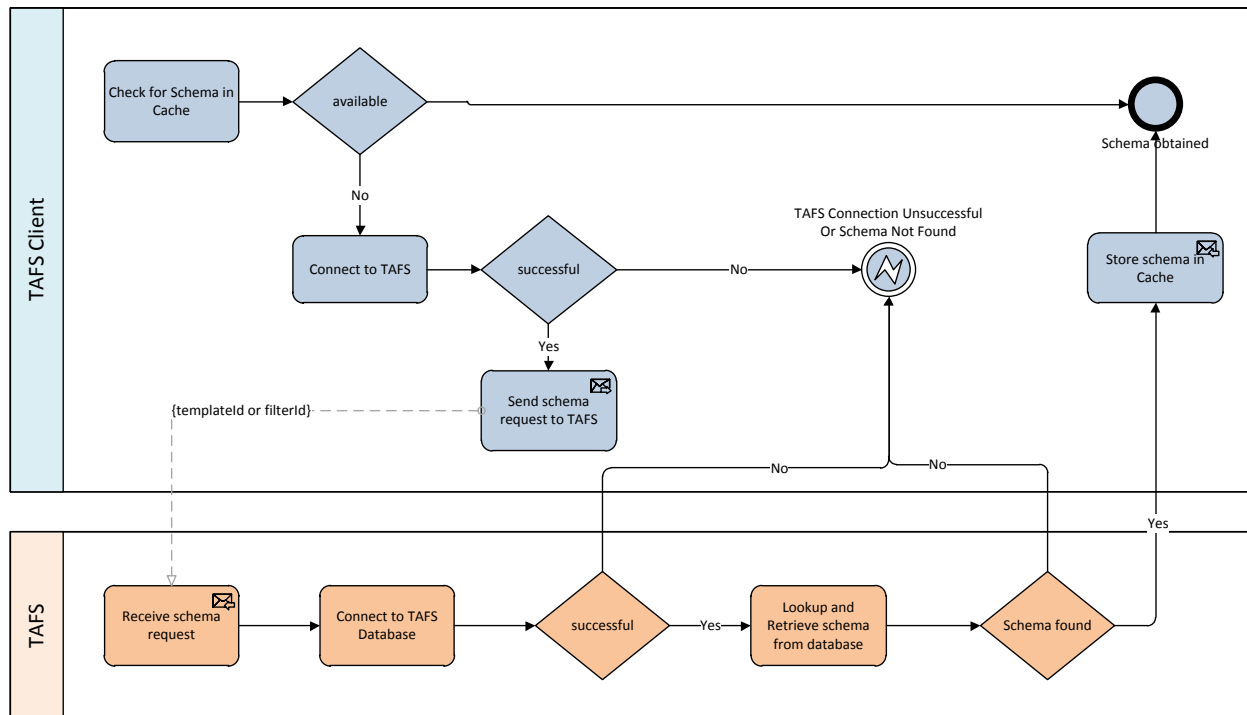 TAFS Client
Check for Schema in
Cache
available
Schema obtained
No
TAFS Connection Unsuccessful
Or Schema Not Found
Connect to TAFS
successful
No
Store schema in
Cache
Yes
Send schema
request to TAFS
{templateId or filterId}
No
No
Yes
TAFS
Receive schema
request
Connect to TAFS
Database
successful
Yes
Lookup and
Retrieve schema
from database
Schema found